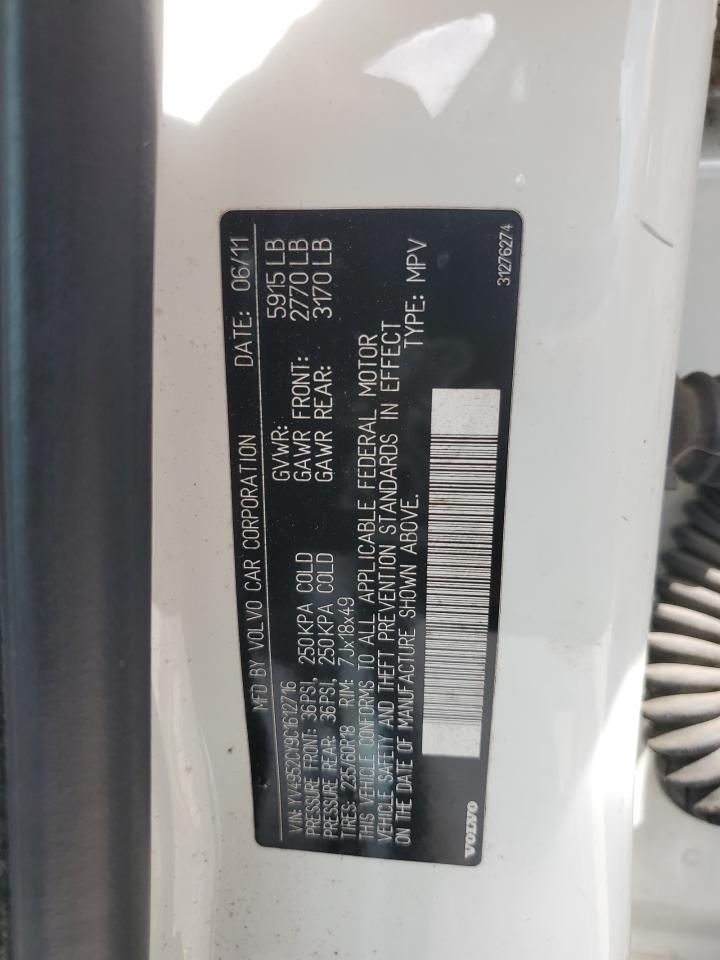 MFD BY VOLVO CAR CORPORATION DATE: 06/11
VIN: YV4952CY9C1612716 GVWR: 5915 LB
PRESSURE FRONT: 36PSI, 250KPA COLD GAWR FRONT: 2770 LB
PRESSURE REAR: 36PSI, 250KPA COLD GAWR REAR: 3170 LB
TIRES: 235/60R18 RIM: 7Jx18x49
THIS VEHICLE CONFORMS TO ALL APPLICABLE FEDERAL MOTOR
VEHICLE SAFETY AND THEFT PREVENTION STANDARDS IN EFFECT
ON THE DATE OF MANUFACTURE SHOWN ABOVE. TYPE: MPV
VOLVO 31276274